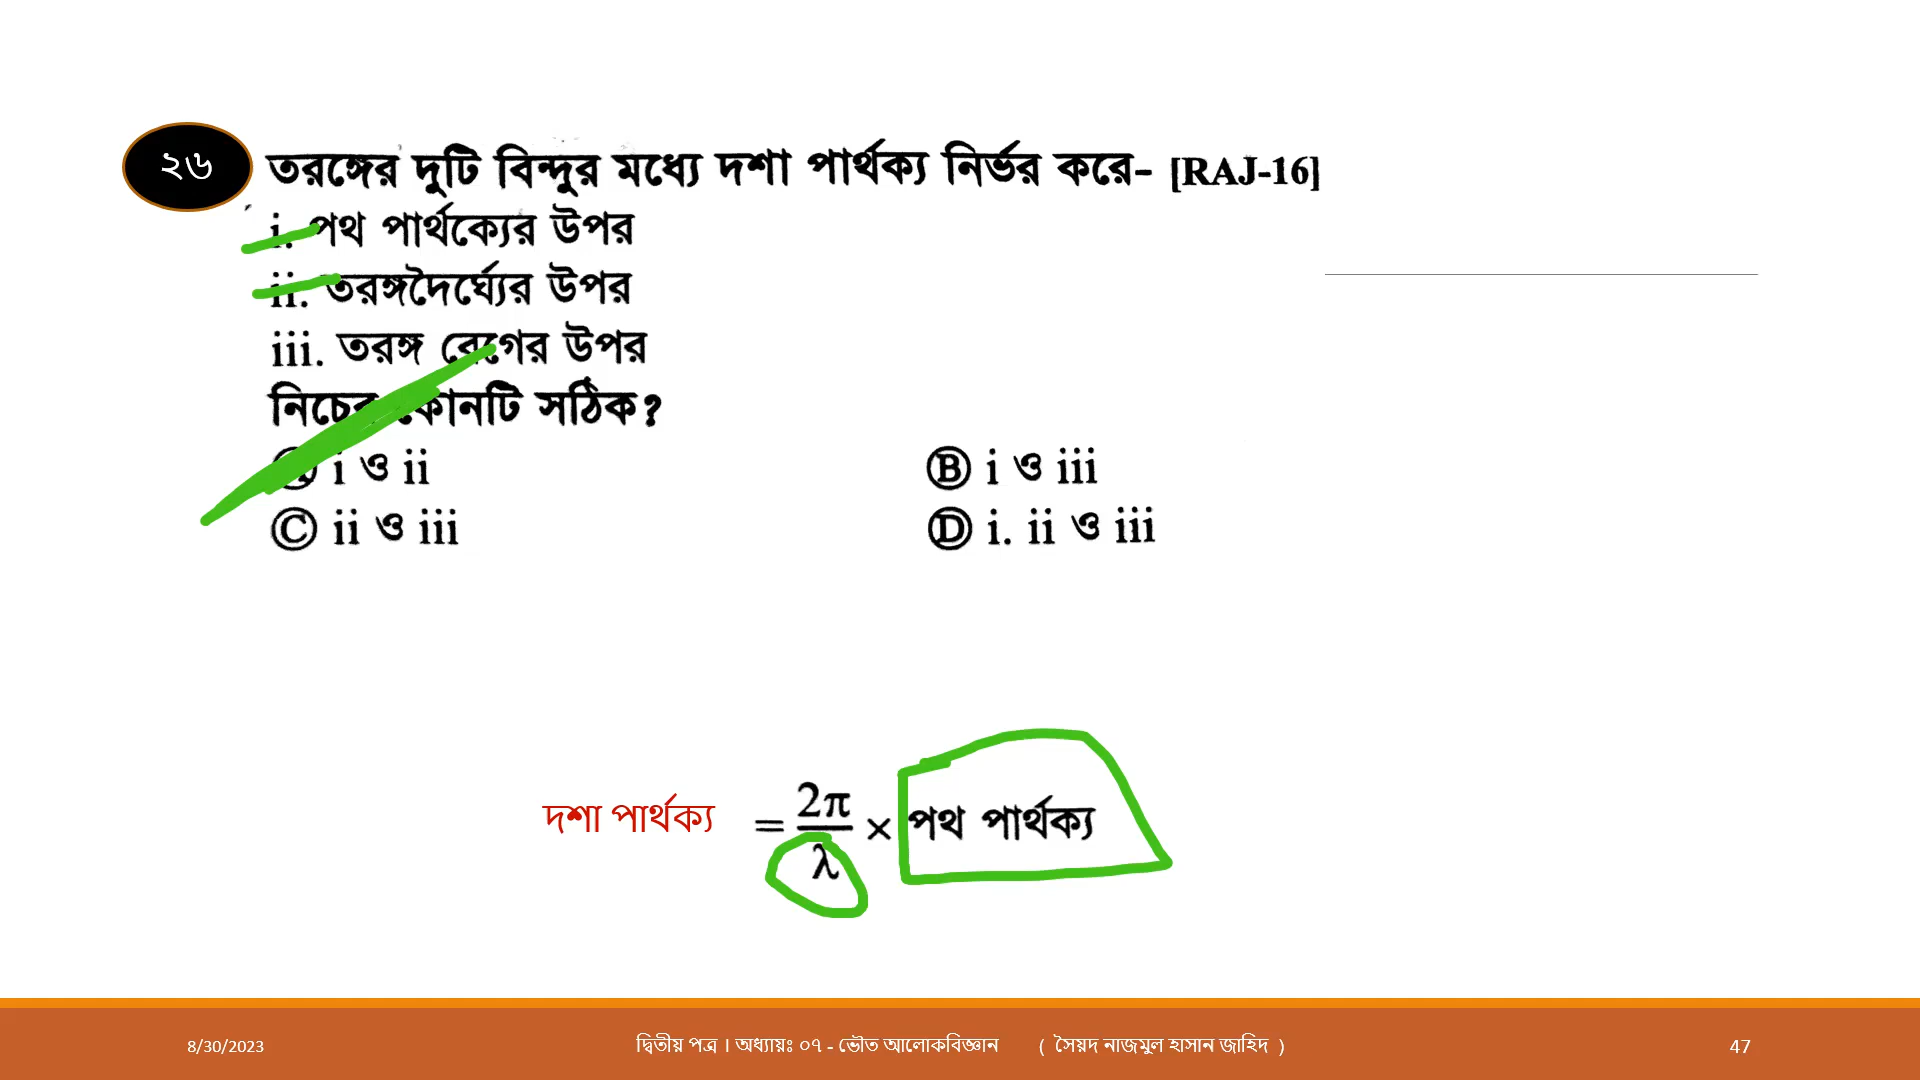 ২৬
তরঙ্গের দুটি বিন্দুর মধ্যে দশা পার্থক্য নির্ভর করে- [RAJ-16]
i. পথ পার্থক্যের উপর
ii. তরঙ্গদৈর্ঘ্যের উপর
iii. তরঙ্গ বেগের উপর
নিচের কোনটি সঠিক?
Ⓐ i ও ii Ⓑ i ও iii
Ⓒ ii ও iii Ⓓ i. ii ও iii
দশা পার্থক্য = 2π/λ × পথ পার্থক্য
8/30/2023 দ্বিতীয় পত্র । অধ্যায়ঃ ০৭ - ভৌত আলোকবিজ্ঞান ( সৈয়দ নাজমুল হাসান জাহিদ ) 47